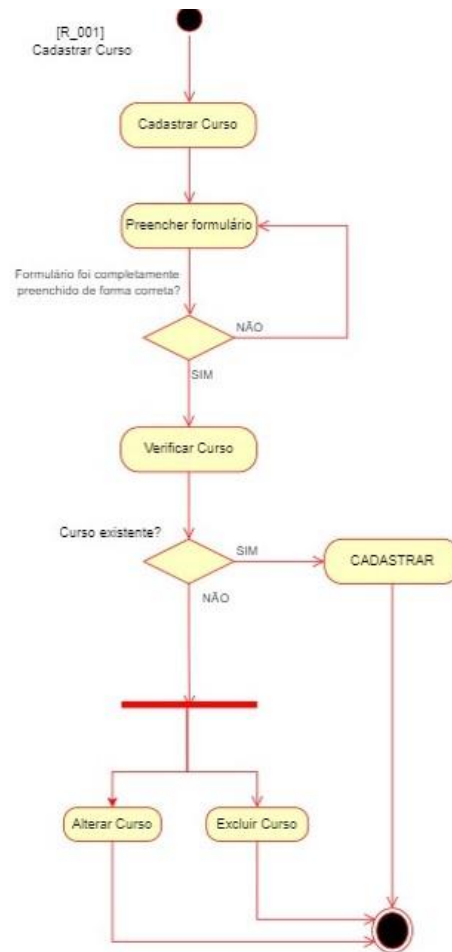 [R_001]
Cadastrar Curso
Cadastrar Curso
Preencher formulário
Formulário foi completamente
preenchido de forma correta?
NÃO
SIM
Verificar Curso
Curso existente?
SIM
CADASTRAR
NÃO
Alterar Curso
Excluir Curso